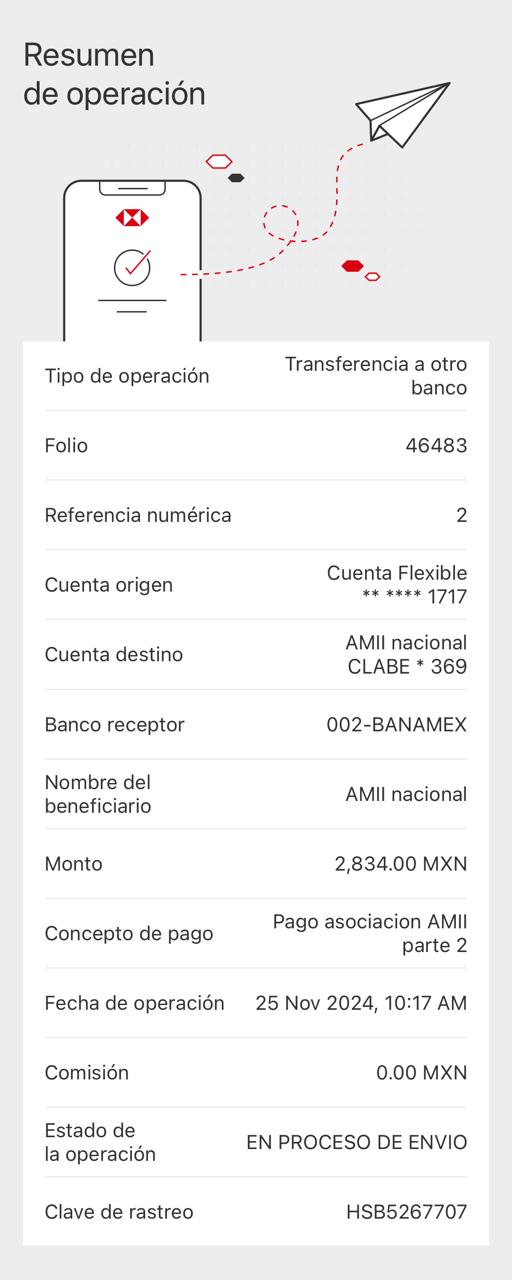 Resumen
de operación
Tipo de operación
Transferencia a otro
banco
Folio
46483
Referencia numérica
2
Cuenta origen
Cuenta Flexible
** **** 1717
Cuenta destino
AMII nacional
CLABE * 369
Banco receptor
002-BANAMEX
Nombre del
beneficiario
AMII nacional
Monto
2,834.00 MXN
Concepto de pago
Pago asociacion AMII
parte 2
Fecha de operación
25 Nov 2024, 10:17 AM
Comisión
0.00 MXN
Estado de
la operación
EN PROCESO DE ENVIO
Clave de rastreo
HSB5267707